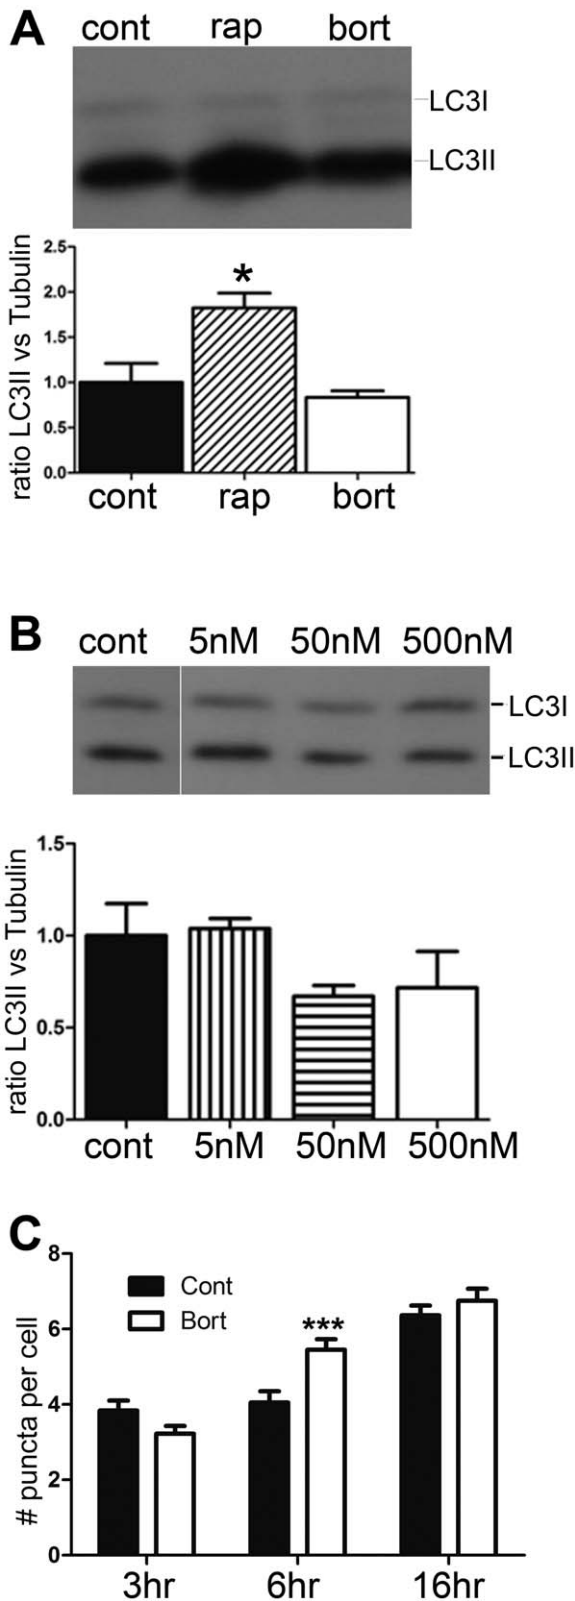 A
cont rap bort
LC3I
LC3II
ratio LC3II vs Tubulin
2.5
2.0
1.5
1.0
0.5
0.0
*
cont rap bort
B
cont 5nM 50nM 500nM
LC3I
LC3II
ratio LC3II vs Tubulin
1.5
1.0
0.5
0.0
cont 5nM 50nM 500nM
C
# puncta per cell
8
6
4
2
0
Cont
Bort
***
3hr 6hr 16hr